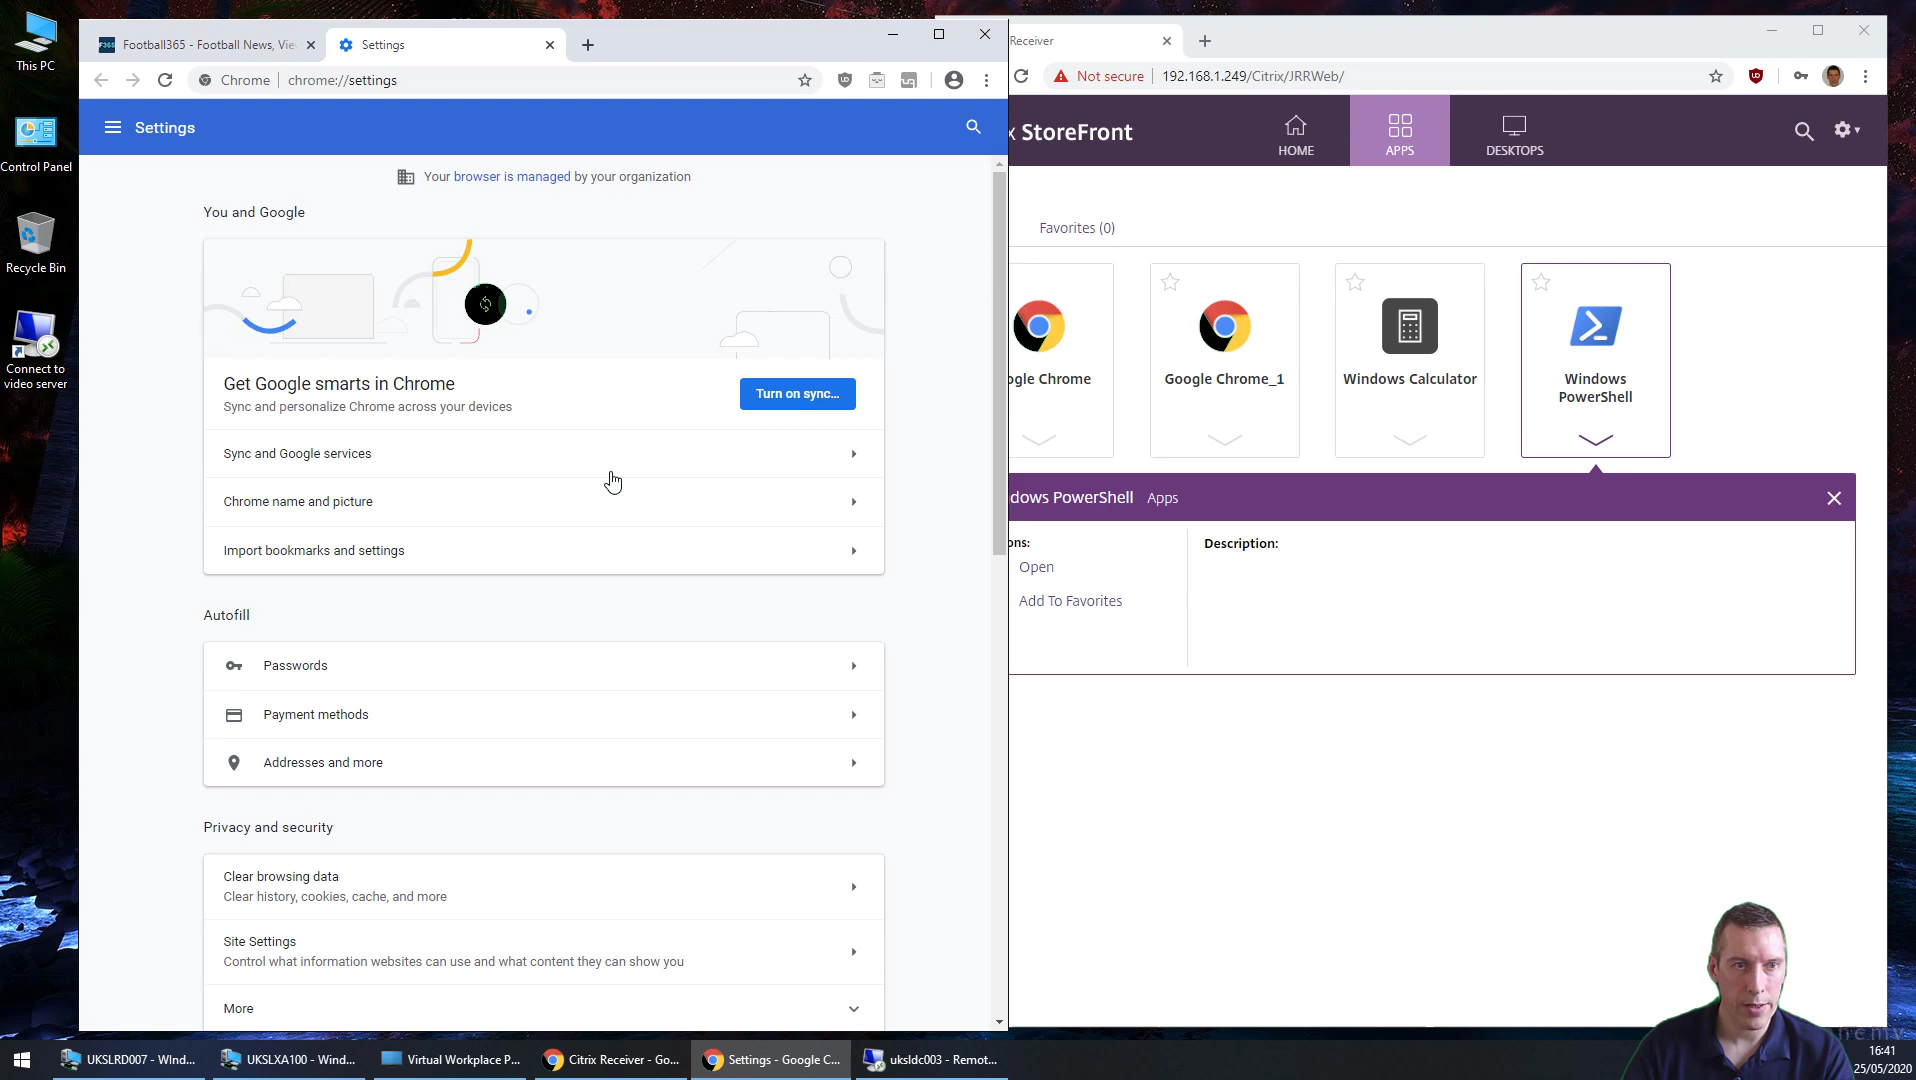 This PC
Control Panel
Recycle Bin
Connect to
video server
Football365 - Football News, Vie
Settings
Chrome
chrome://settings
Settings
Your browser is managed by your organization
You and Google
Get Google smarts in Chrome
Sync and personalize Chrome across your devices
Turn on sync...
Sync and Google services
Chrome name and picture
Import bookmarks and settings
Autofill
Passwords
Payment methods
Addresses and more
Privacy and security
Clear browsing data
Clear history, cookies, cache, and more
Site Settings
Control what information websites can use and what content they can show you
More
Receiver
Not secure
192.168.1.249/Citrix/JRRWeb/
x StoreFront
HOME
APPS
DESKTOPS
Favorites (0)
ogle Chrome
Google Chrome_1
Windows Calculator
Windows
PowerShell
dows PowerShell Apps
ons:
Open
Add To Favorites
Description:
UKSLRD007 - WInd...
UKSLXA100 - Wind...
Virtual Workplace P...
Citrix Receiver - Go...
Settings - Google C...
uksldc003 - Remot...
16:41
25/05/2020